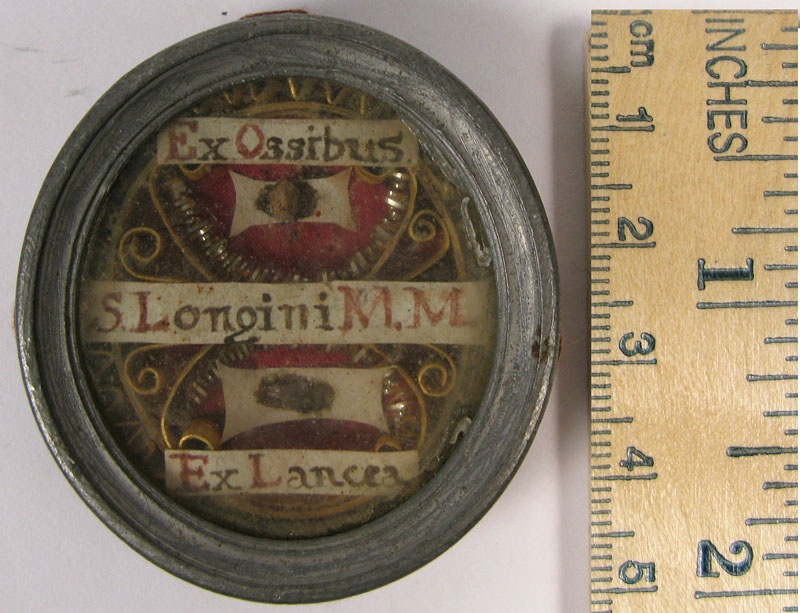 Ex Ossibus.
S. Longini M. M.
Ex Lancea
cm
1
2
3
4
5
INCHES
1
2